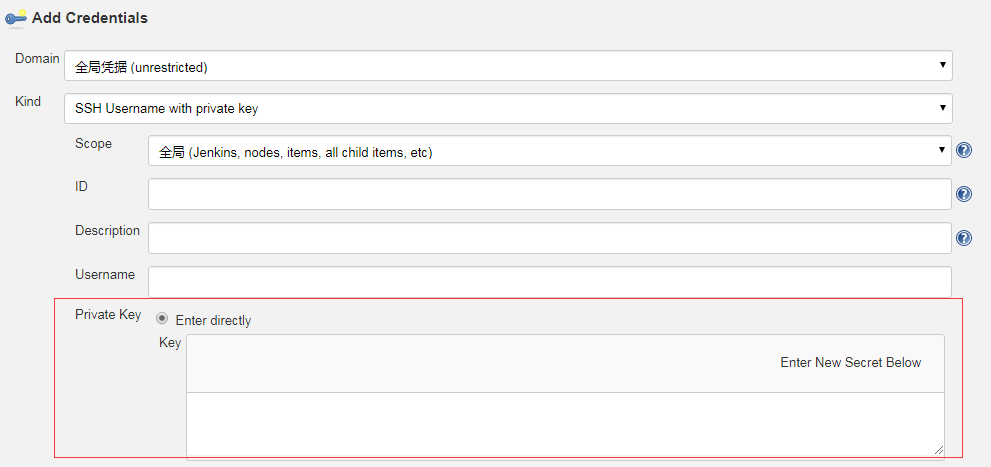 Add Credentials
Domain
全局凭据 (unrestricted)
Kind
SSH Username with private key
Scope
全局 (Jenkins, nodes, items, all child items, etc)
ID
Description
Username
Private Key
Enter directly
Key
Enter New Secret Below